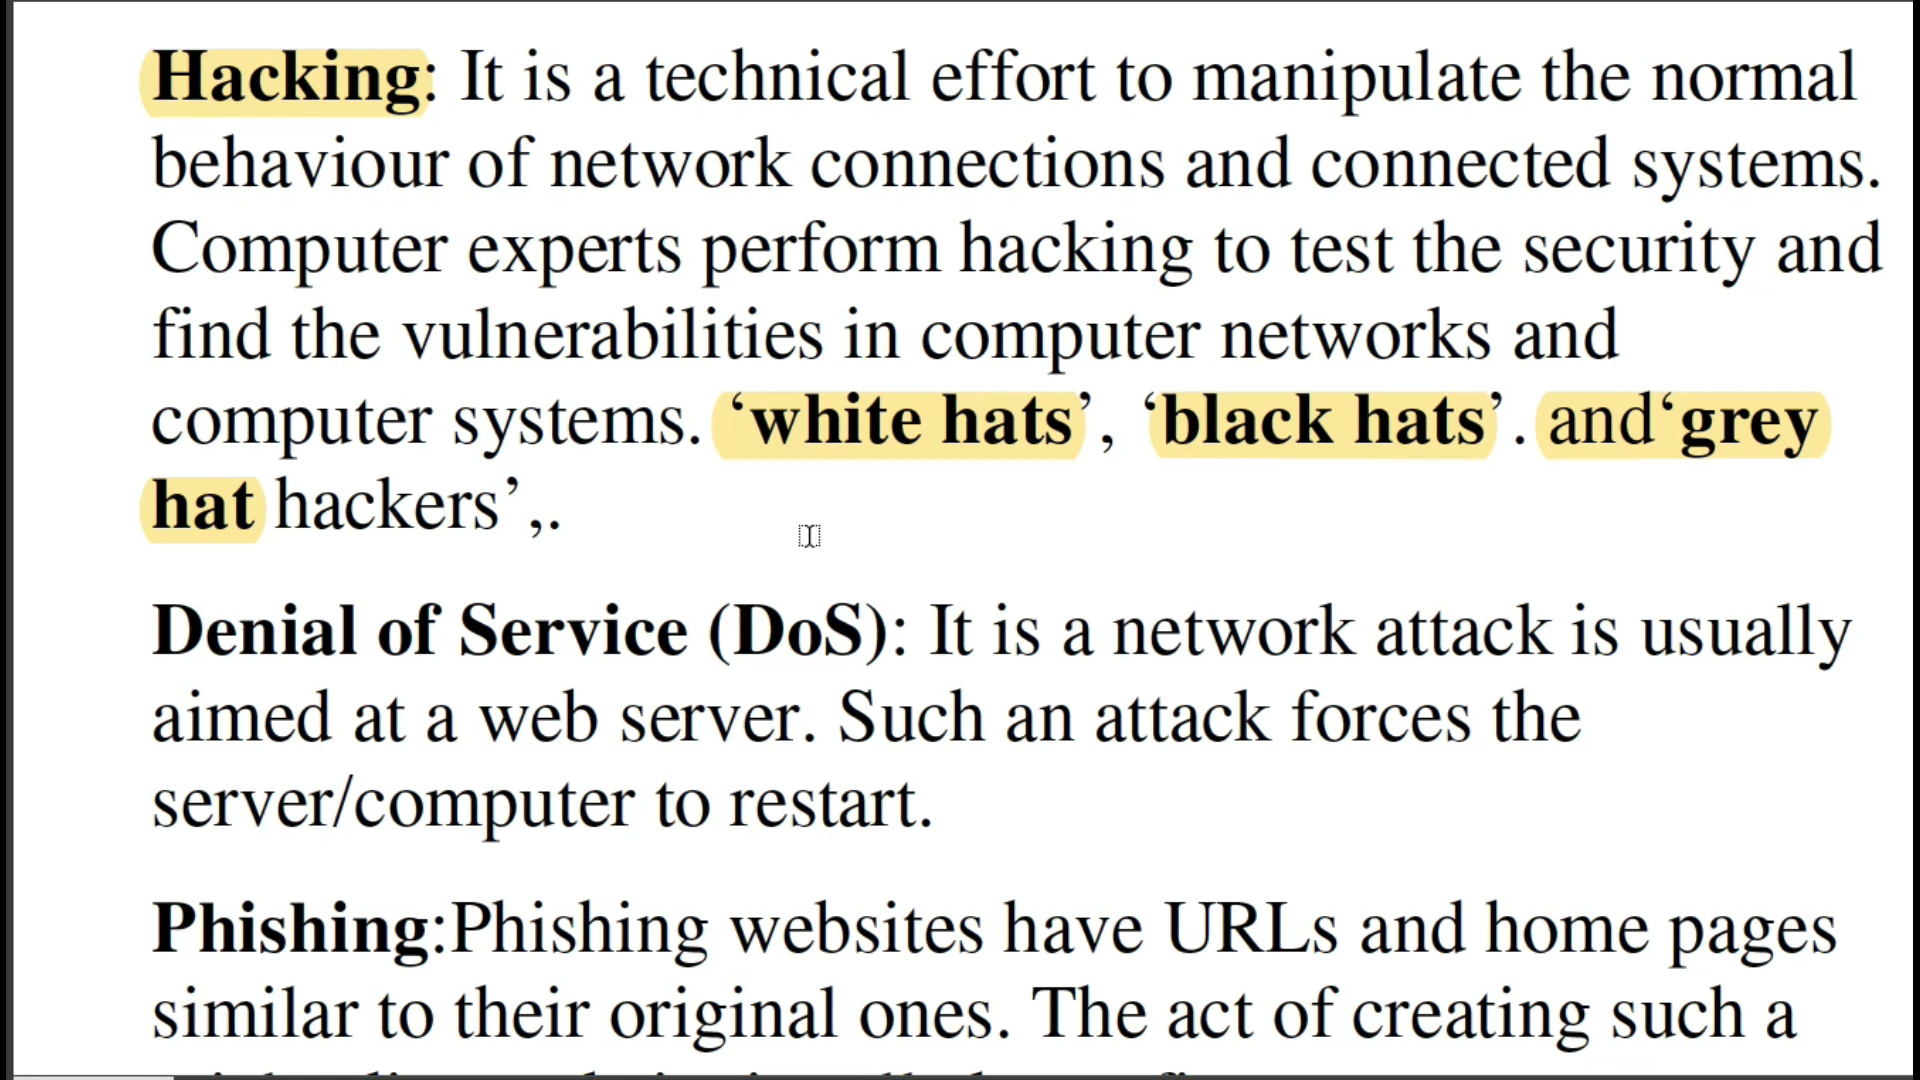 Hacking: It is a technical effort to manipulate the normal
behaviour of network connections and connected systems.
Computer experts perform hacking to test the security and
find the vulnerabilities in computer networks and
computer systems. ‘white hats’, ‘black hats’. and‘grey
hat hackers’,.
Denial of Service (DoS): It is a network attack is usually
aimed at a web server. Such an attack forces the
server/computer to restart.
Phishing:Phishing websites have URLs and home pages
similar to their original ones. The act of creating such a